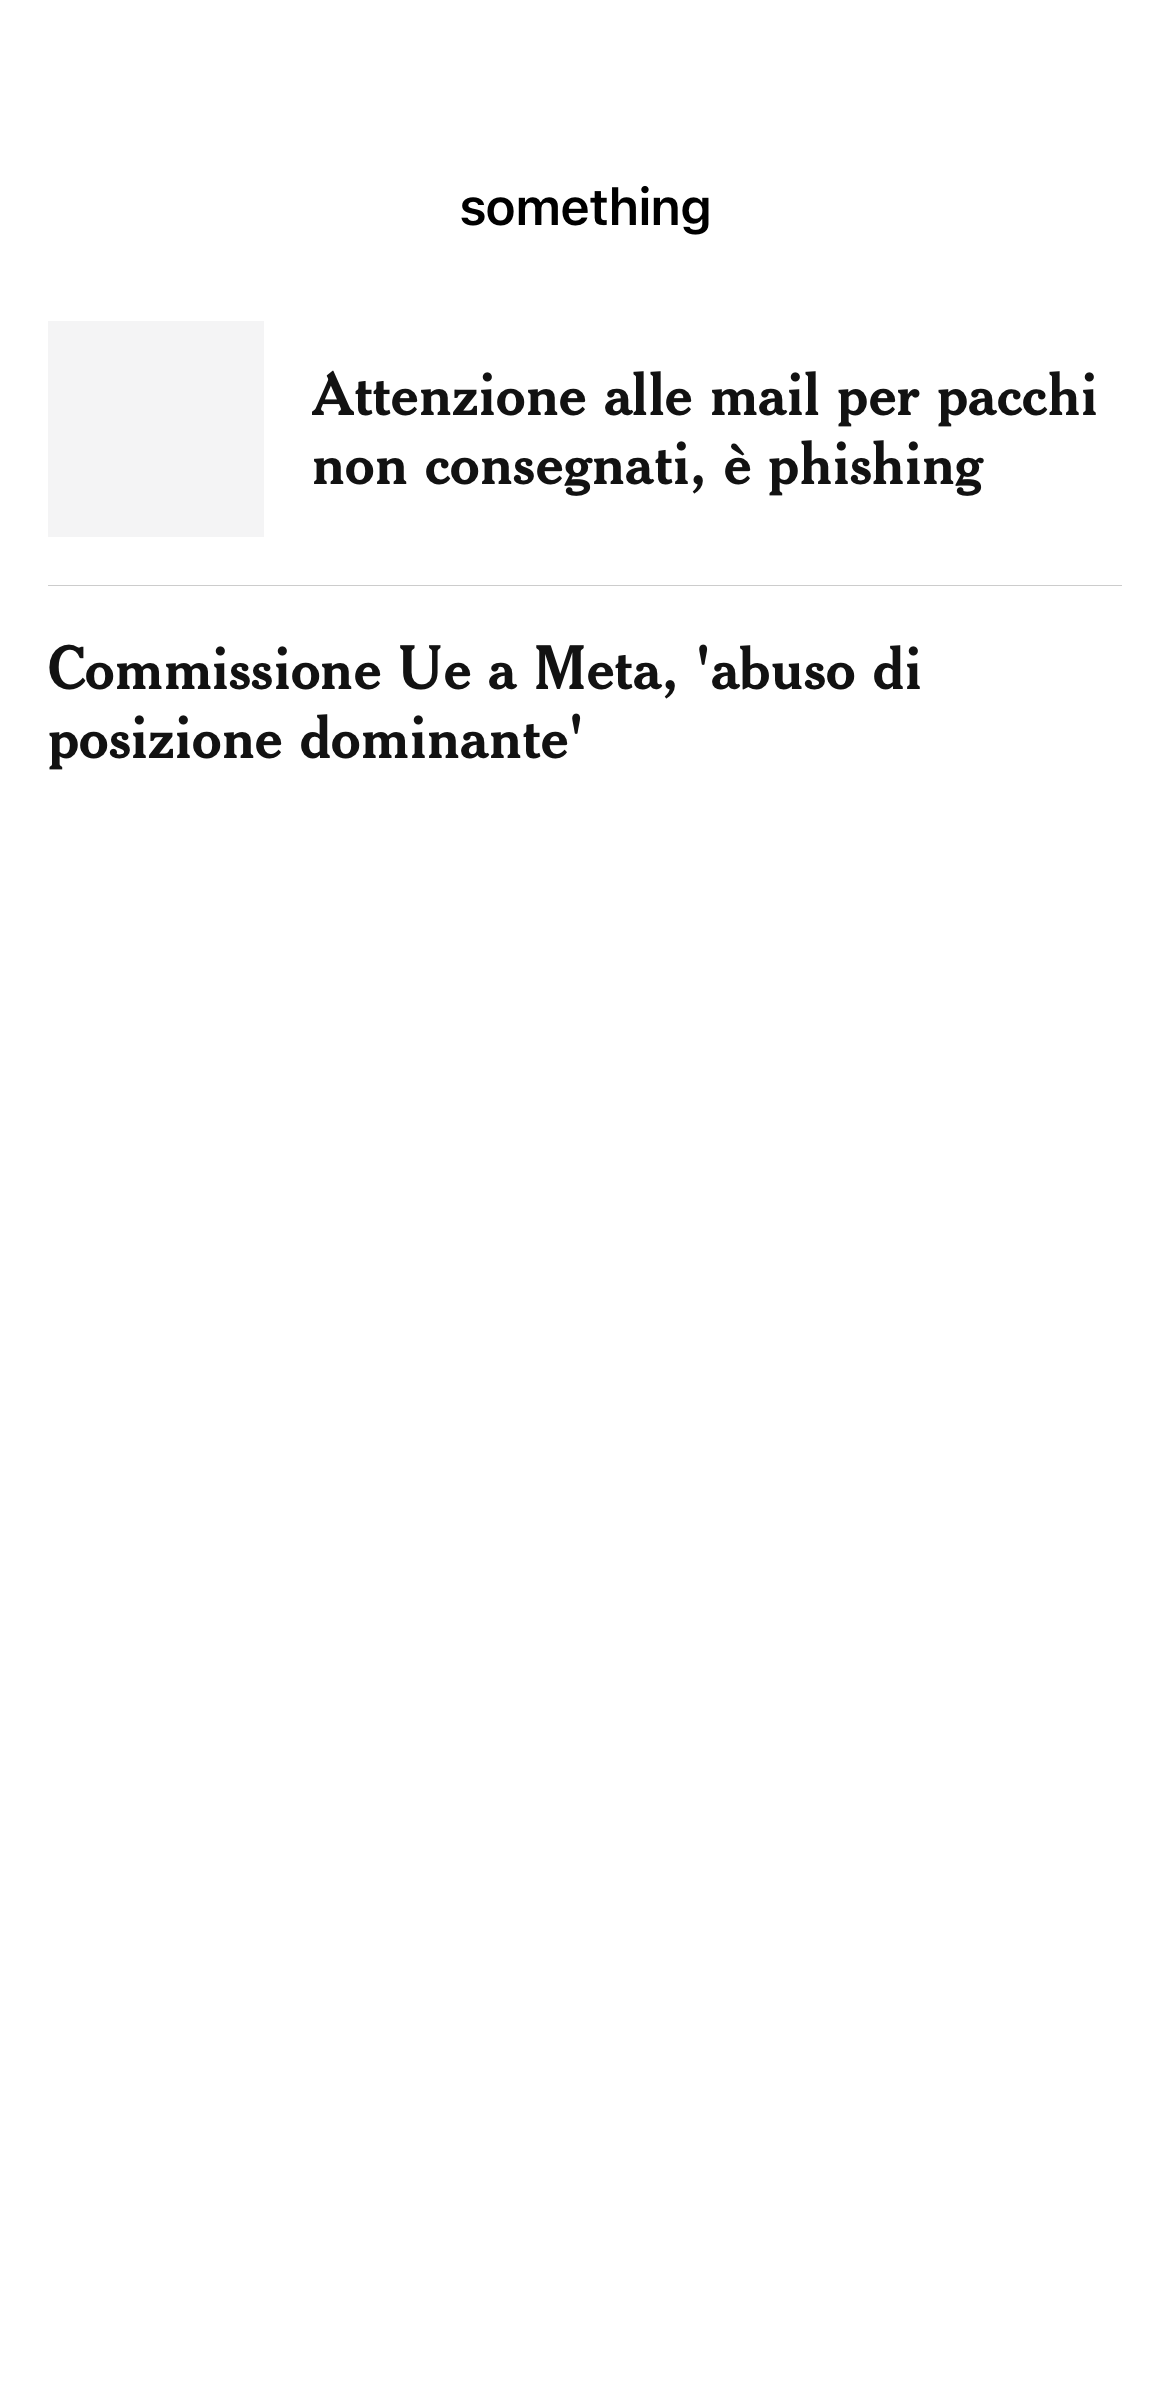 something
Attenzione alle mail per pacchi
non consegnati, è phishing
Commissione Ue a Meta, 'abuso di
posizione dominante'